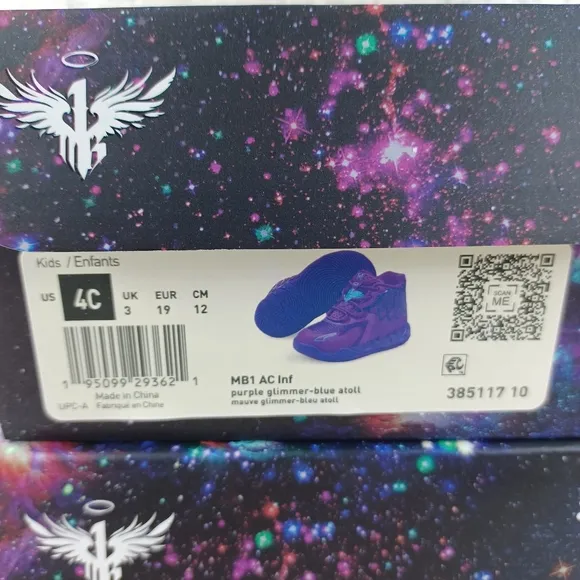 Kids / Enfants
US 4C UK 3 EUR 19 CM 12
1 95099 29362 1
UPC-A Made in China
Fabriqué en China
MB1 AC Inf
purple glimmer-blue atoll
mauve glimmer-bleu atoll
SCAN ME
385117 10